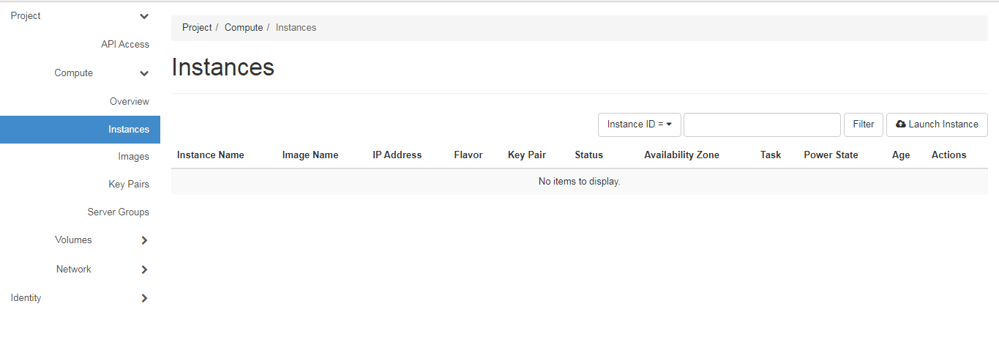 Project
API Access
Compute
Overview
Instances
Images
Key Pairs
Server Groups
Volumes
Network
Identity
Project / Compute / Instances
Instances
Instance ID = Filter Launch Instance
Instance Name Image Name IP Address Flavor Key Pair Status Availability Zone Task Power State Age Actions
No items to display.